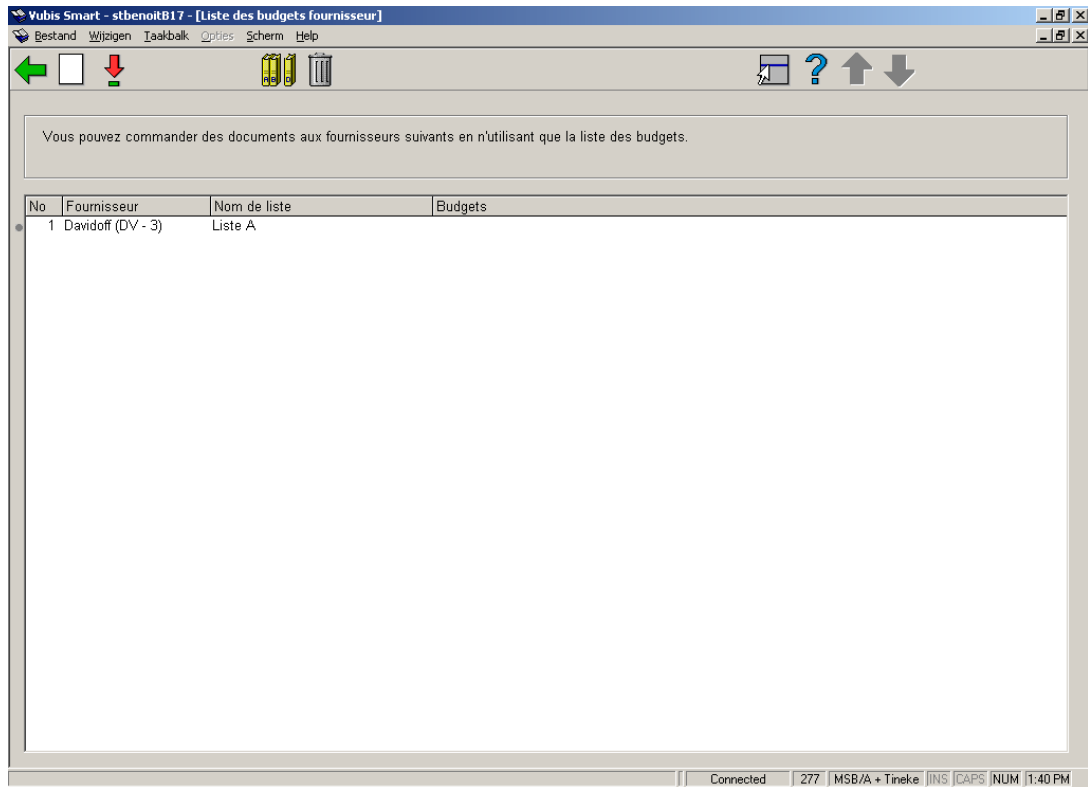 Vubis Smart - stbenoitB17 - [Liste des budgets fournisseur]
Bestand Wijzigen Taakbalk Opties Scherm Help
A B D
?
Vous pouvez commander des documents aux fournisseurs suivants en n'utilisant que la liste des budgets.
No Fournisseur Nom de liste Budgets
1 Davidoff (DV - 3) Liste A
Connected 277 MSB/A + Tineke INS CAPS NUM 1:40 PM